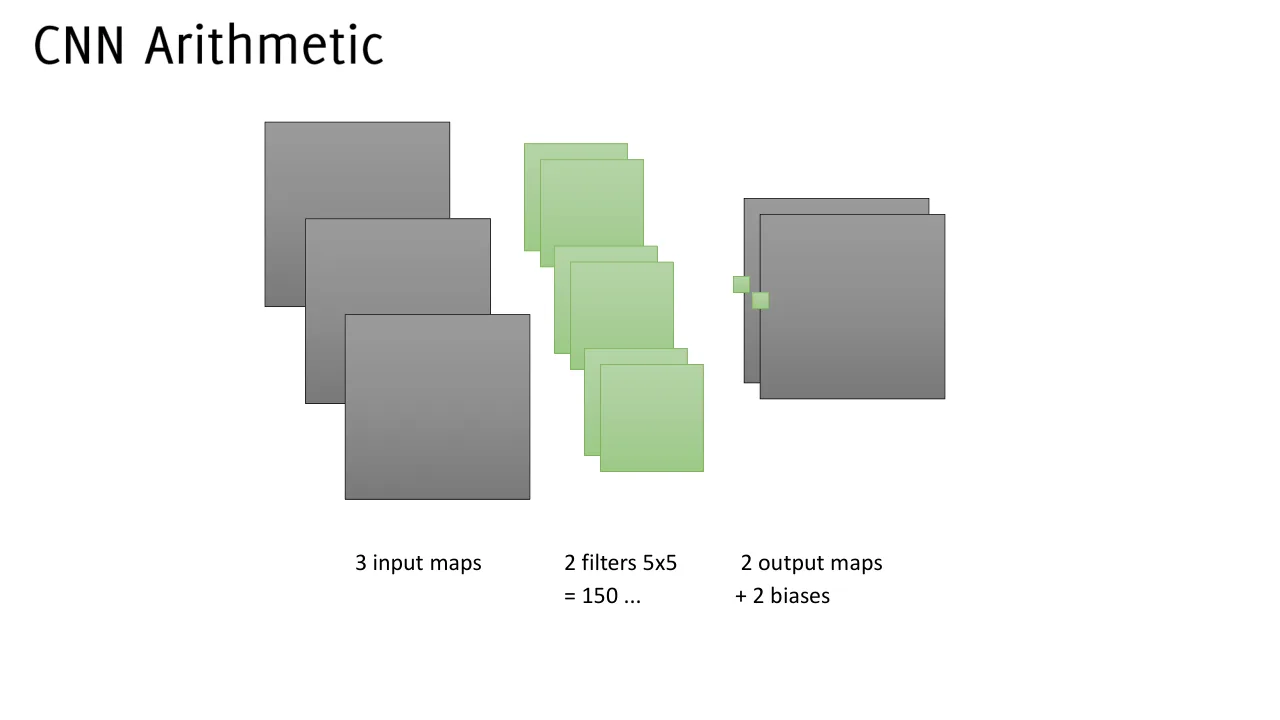 CNN Arithmetic
3 input maps
2 filters 5x5
= 150 ...
2 output maps
+ 2 biases